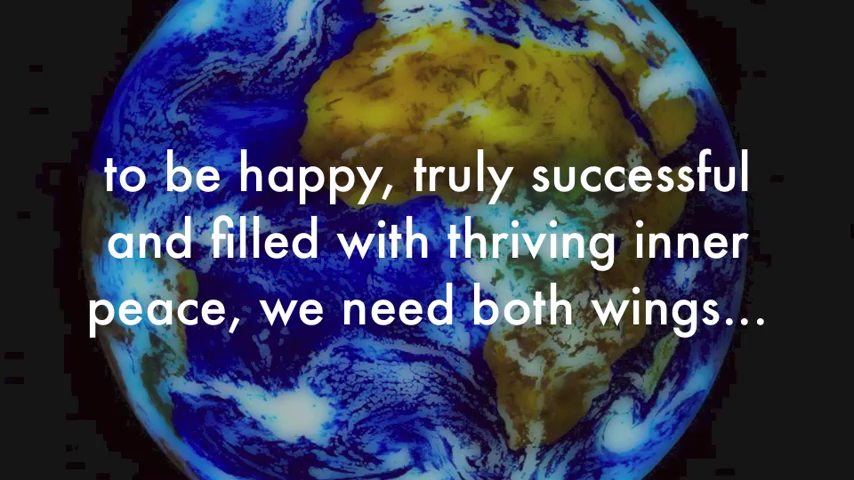 to be happy, truly successful
and filled with thriving inner
peace, we need both wings...